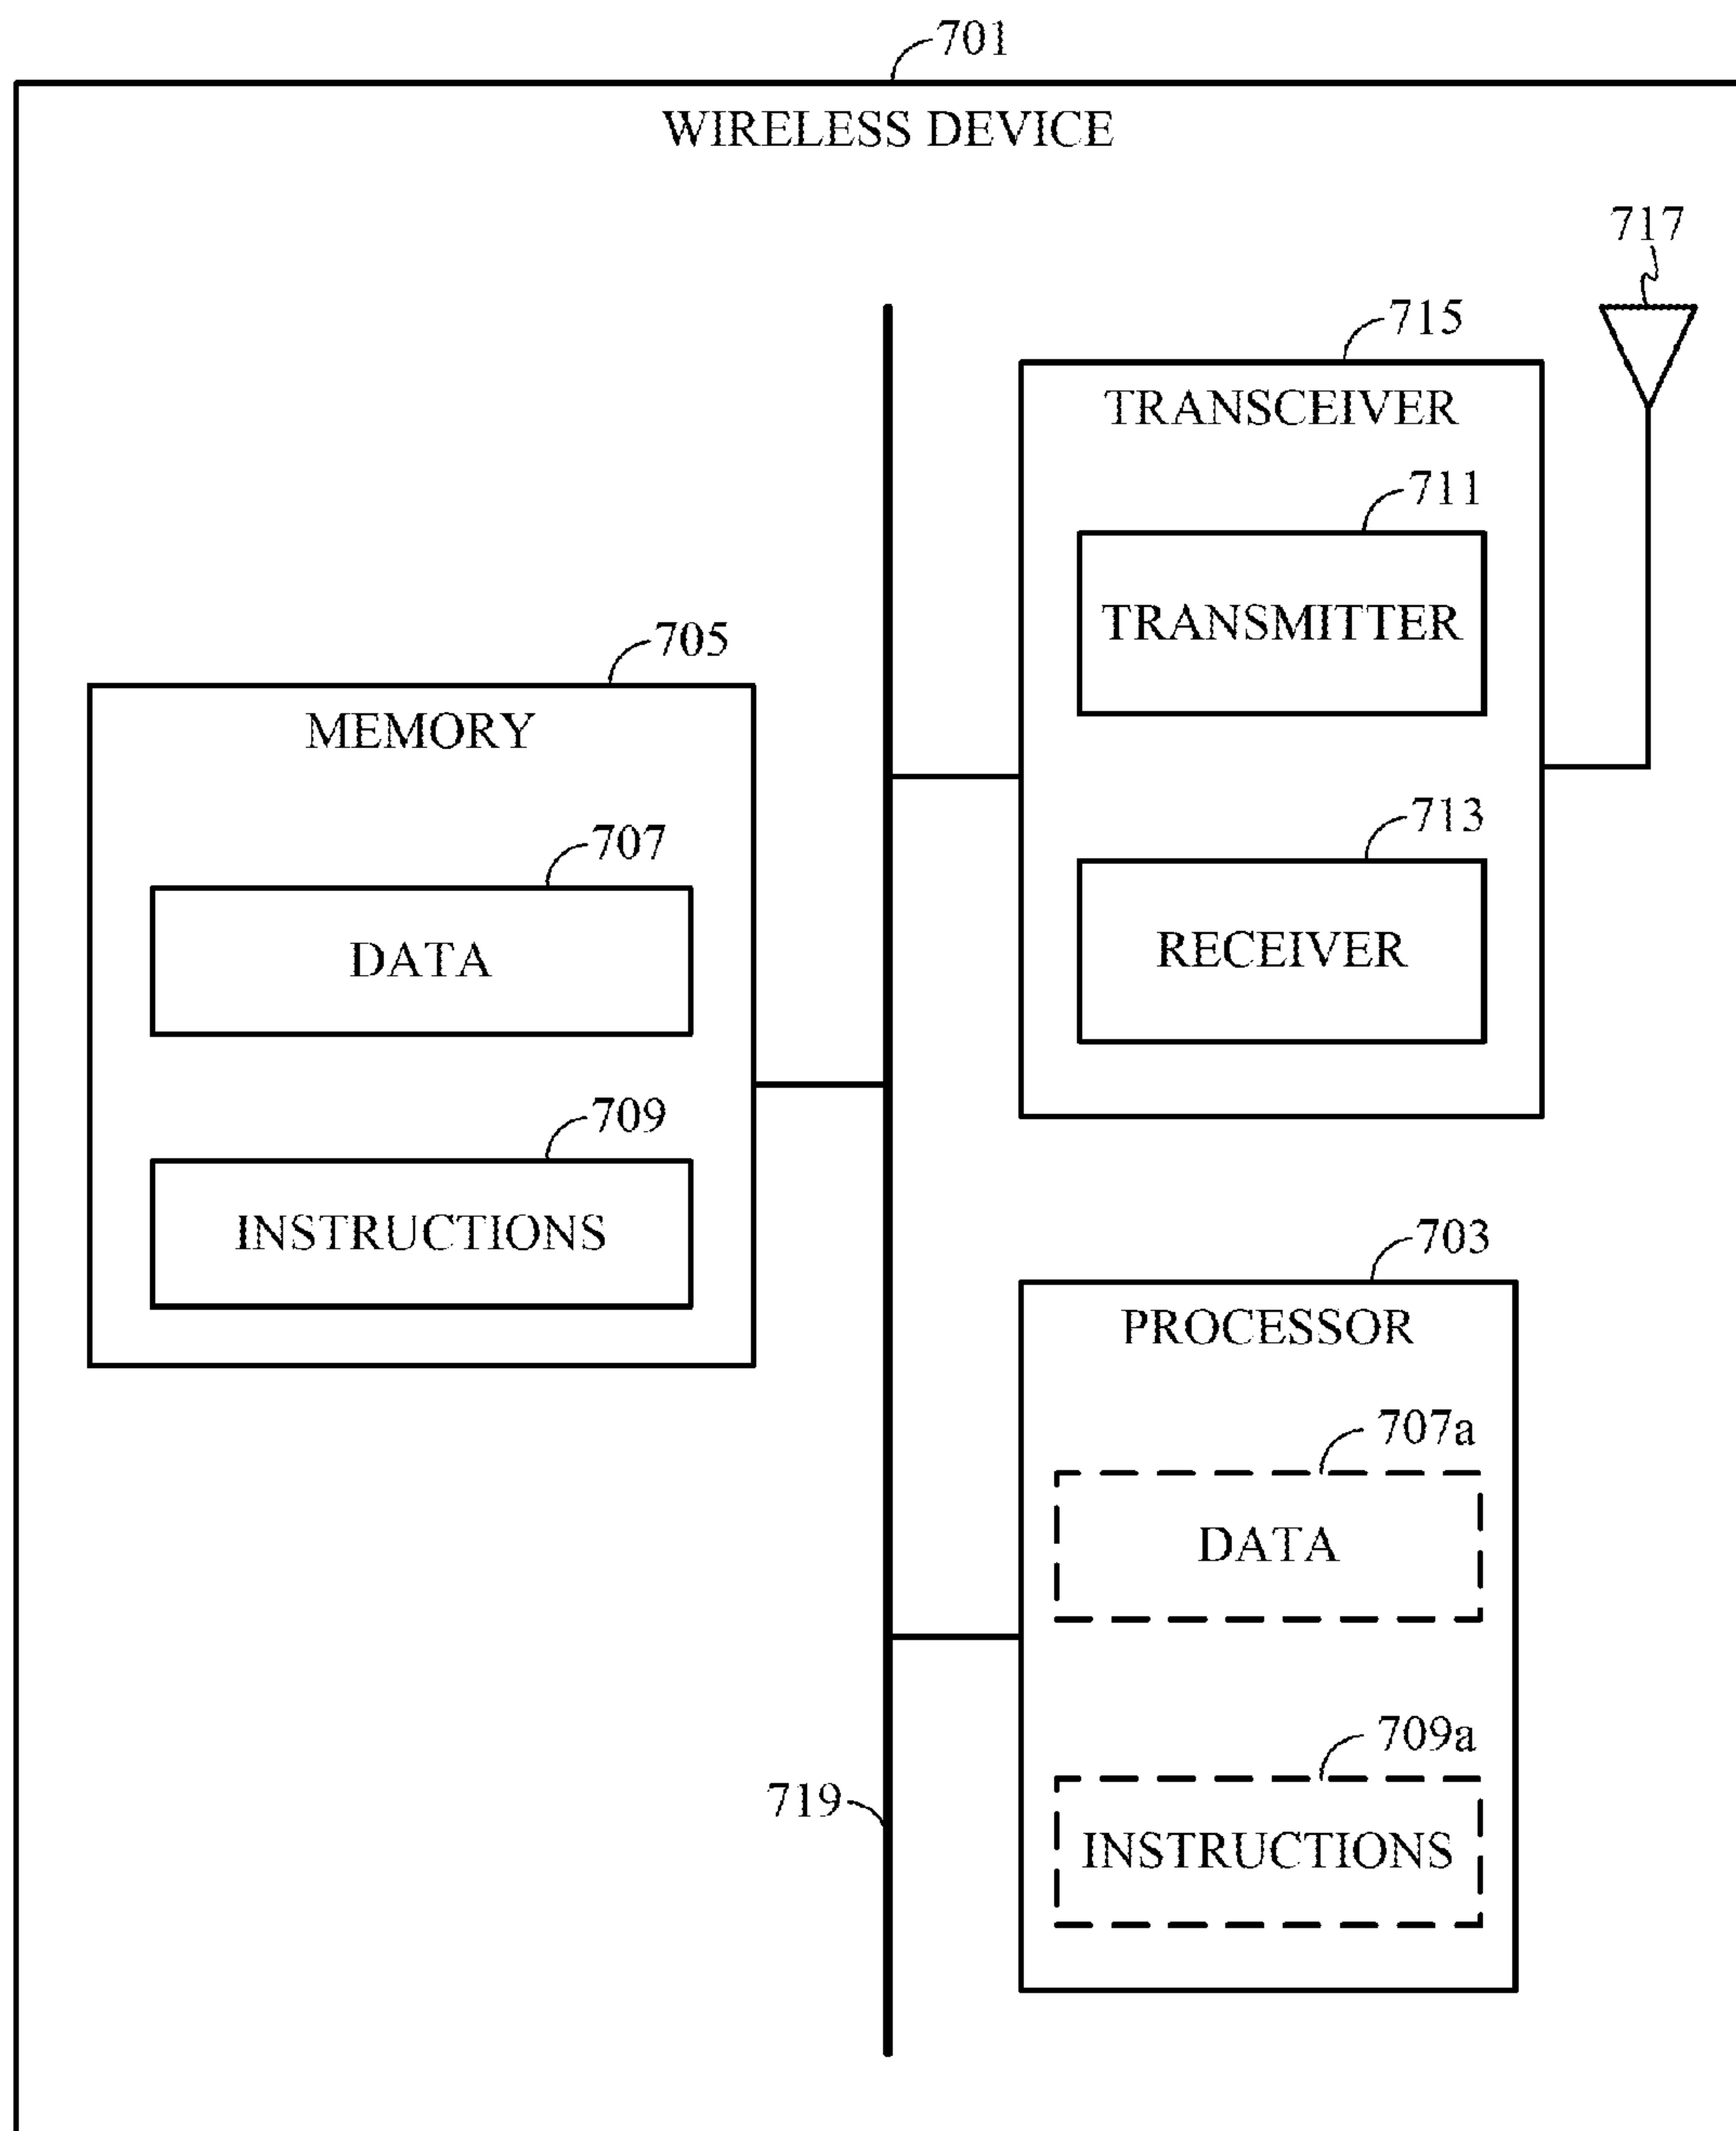 701
WIRELESS DEVICE
717
715
TRANSCEIVER
711
TRANSMITTER
705
MEMORY
713
707
RECEIVER
DATA
709
INSTRUCTIONS
703
PROCESSOR
707a
DATA
709a
719
INSTRUCTIONS